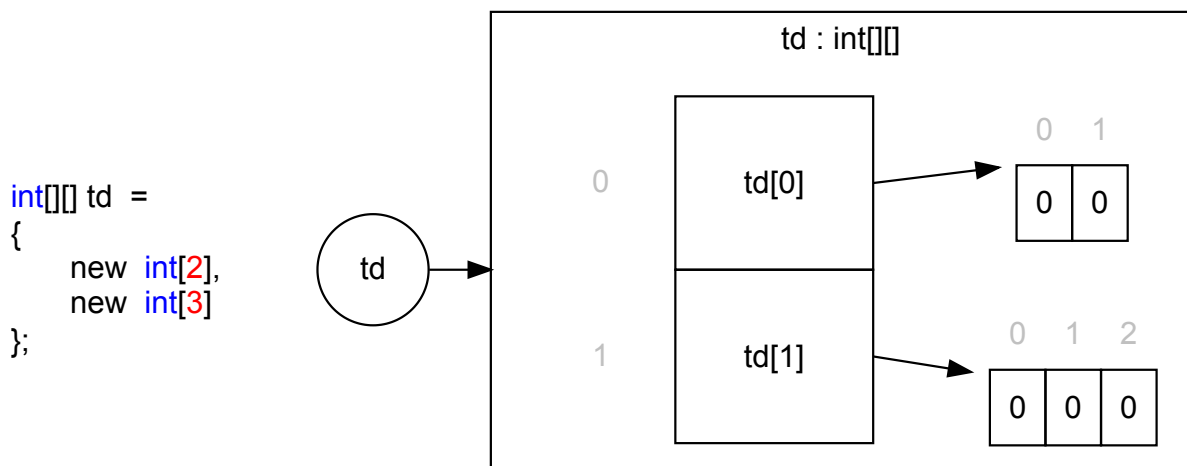 int[][] td  =
{
    new  int[2],
    new  int[3]
};
td
td : int[][]
0
td[0]
0 1
0 0
1
td[1]
0 1 2
0 0 0